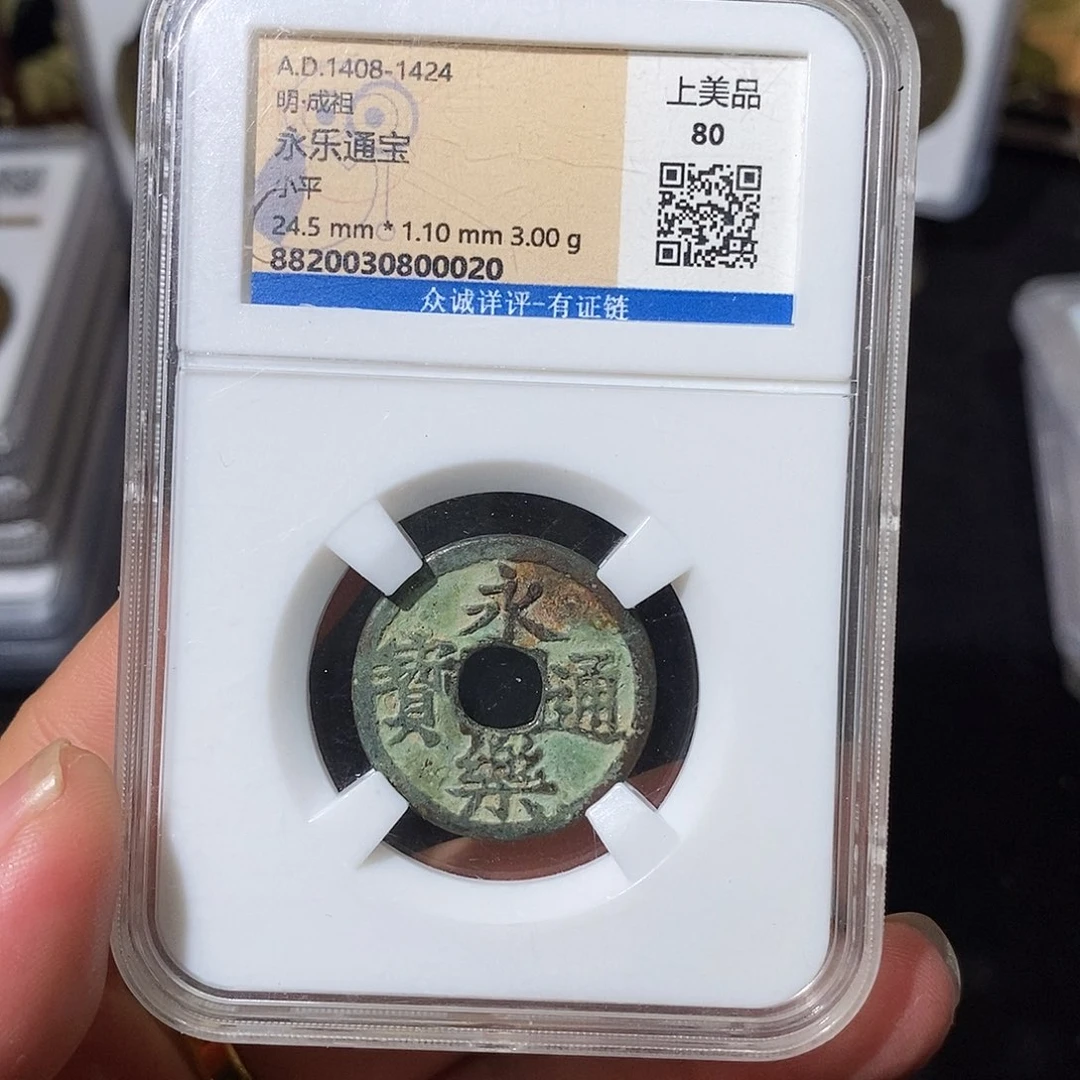 A.D.1408-1424
明·成祖
永乐通宝
小平
24.5 mm * 1.10 mm 3.00 g
8820030800020
上美品
80
众诚详评-有证链
永樂通寶